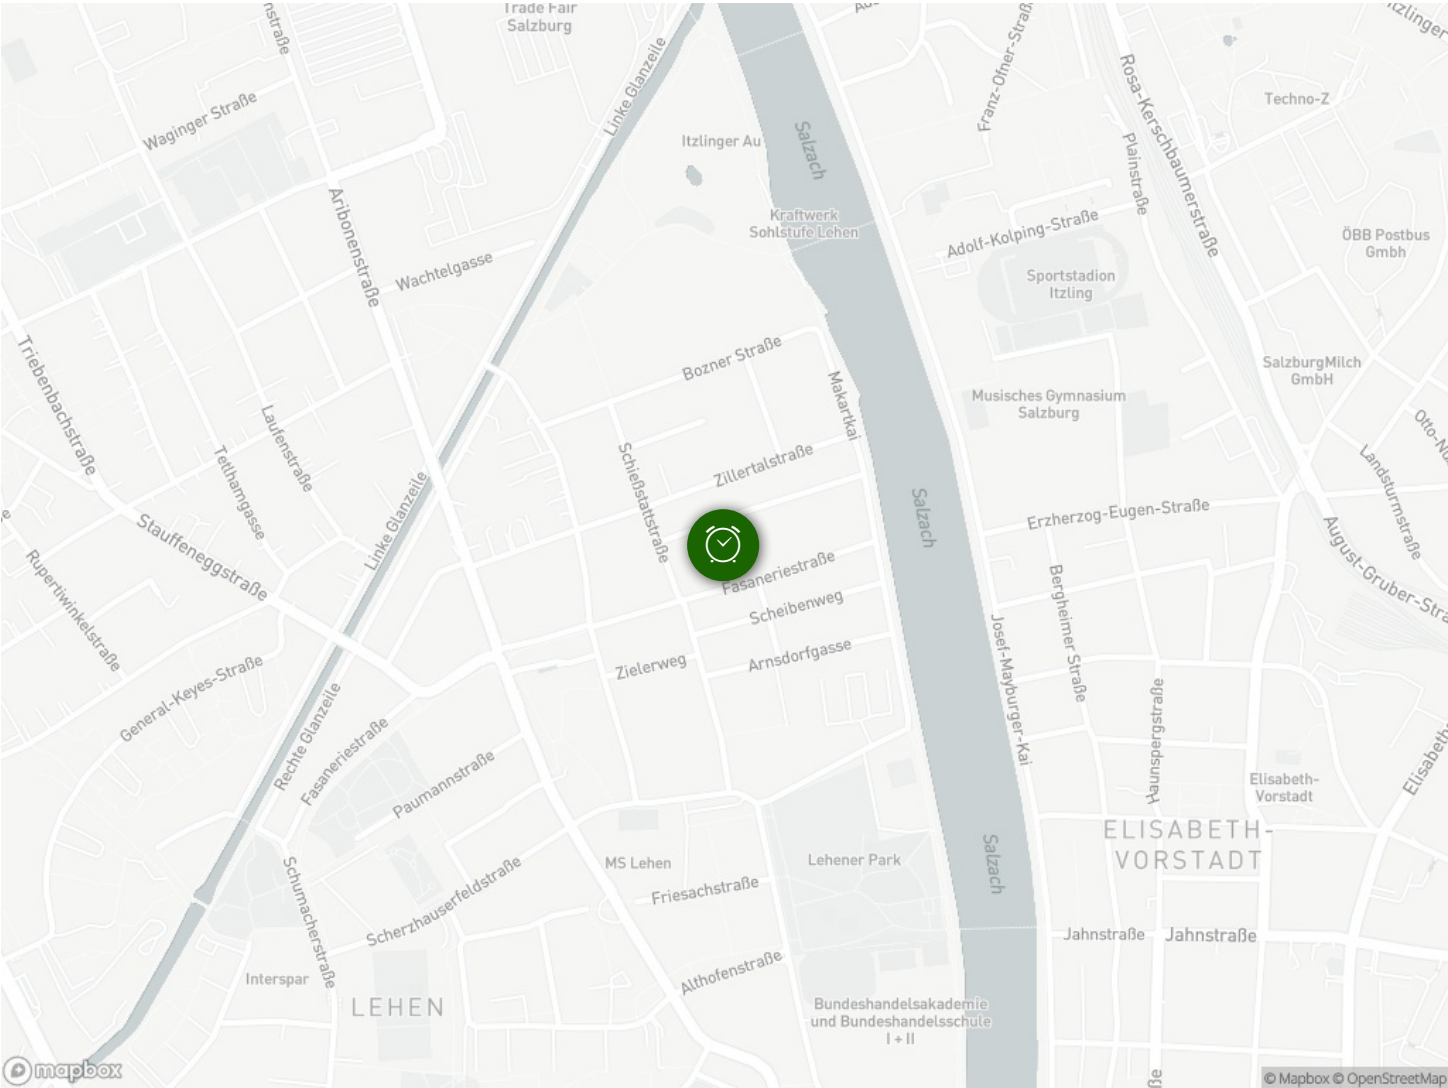 Trade Fair
Salzburg
Linke Glanzeile
Franz-Ofner-Straße
Rosa-Kerschbaumerstraße
Techno-Z
Waginger Straße
Itzlinger Au
Salzach
Plainstraße
Aribonenstraße
Kraftwerk
Sohlstufe Lehen
Adolf-Kolping-Straße
ÖBB Postbus
Gmbh
Wachtelgasse
Sportstadion
Itzling
Triebenbachstraße
Bozner Straße
SalzburgMilch
GmbH
Makartkai
Musisches Gymnasium
Salzburg
Laufenstraße
Tetlhamgasse
Schießstattstraße
Zillertalstraße
Landsturmstraße
Linke Glanzeile
Salzach
Erzherzog-Eugen-Straße
Stauffeneggstraße
Rupertiwinkelstraße
Fasaneriestraße
Scheibenweg
Bergheimer Straße
Arnsdorfgasse
Zielerweg
General-Keyes-Straße
Josef-Mayburger-Kai
Haunspergstraße
Rechte Glanzeile
Fasaneriestraße
Paumannstraße
Elisabeth-
Vorstadt
ELISABETH-
VORSTADT
MS Lehen
Lehener Park
Salzach
Friesachstraße
Schumacherstraße
Scherzhauserfeldstraße
Jahnstraße
Jahnstraße
Interspar
Althofenstraße
LEHEN
Bundeshandelsakademie
und Bundeshandelsschule
I + II
mapbox
© Mapbox © OpenStreetMap